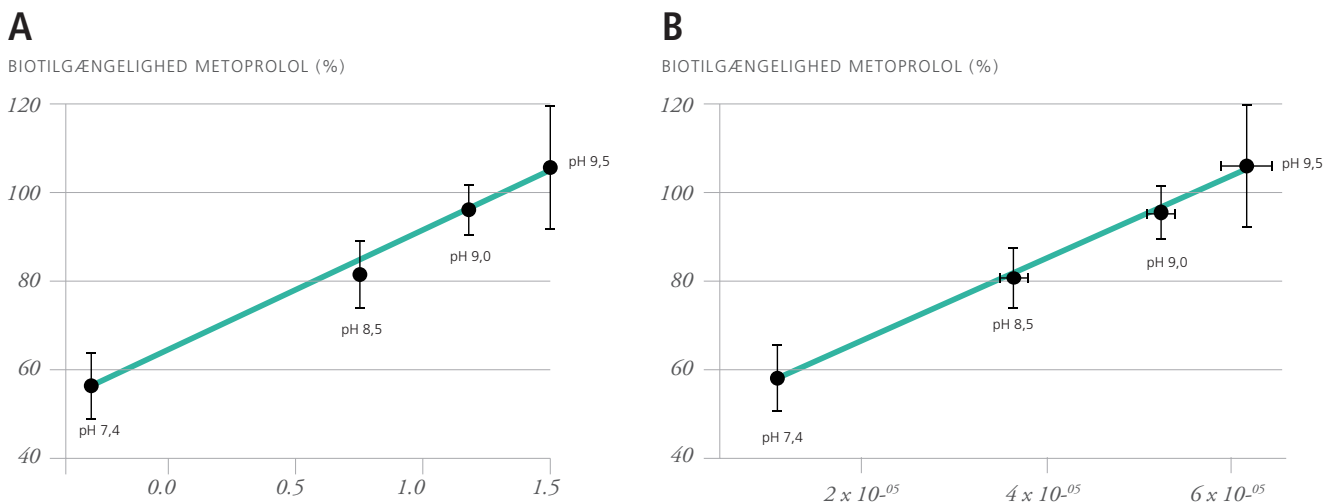 A
BIOTILGÆNGELIGHED METOPROLOL (%)
120
100
80
60
40
pH 9,5
pH 9,0
pH 8,5
pH 7,4
0.0 0.5 1.0 1.5
B
BIOTILGÆNGELIGHED METOPROLOL (%)
120
100
80
60
40
pH 9,5
pH 9,0
pH 8,5
pH 7,4
2 x 10-⁰⁵ 4 x 10-⁰⁵ 6 x 10-⁰⁵